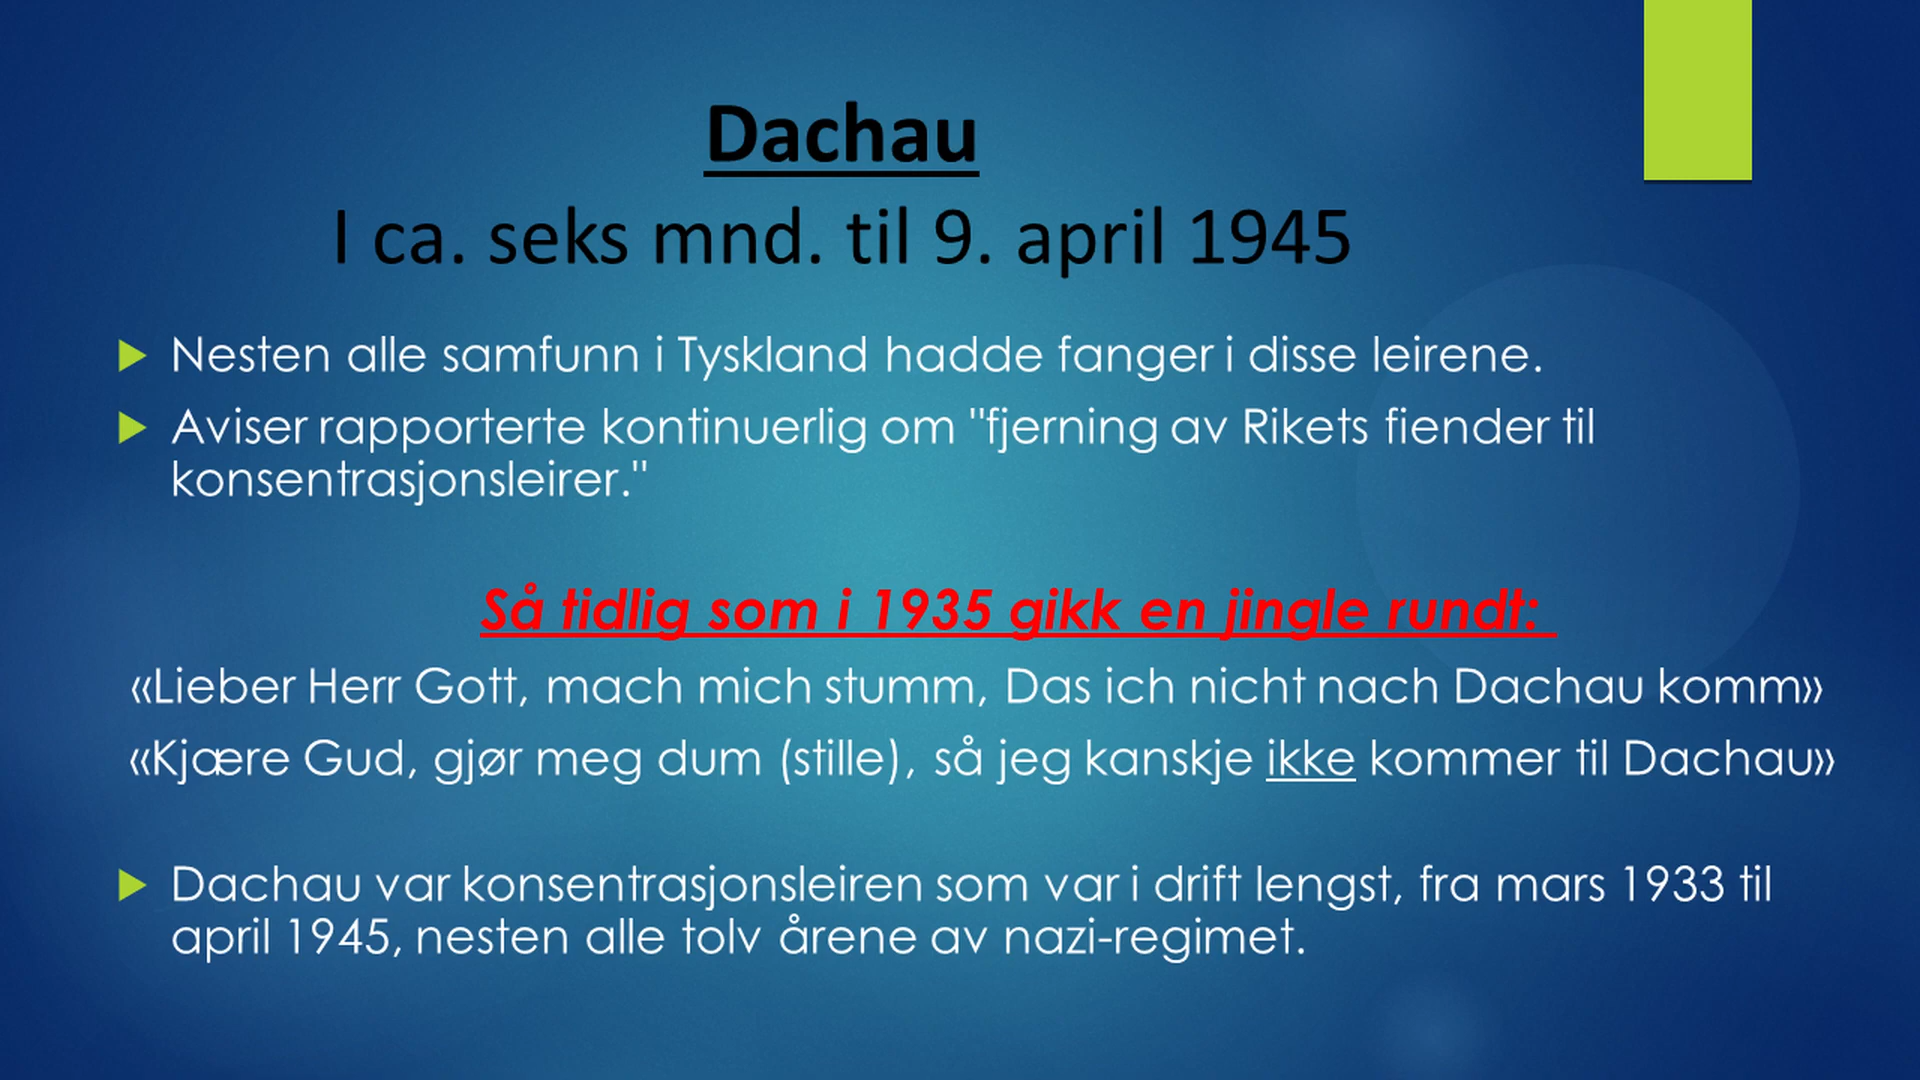 Dachau
I ca. seks mnd. til 9. april 1945
Nesten alle samfunn i Tyskland hadde fanger i disse leirene.
Aviser rapporterte kontinuerlig om "fjerning av Rikets fiender til
konsentrasjonsleirer."
Så tidlig som i 1935 gikk en jingle rundt:
«Lieber Herr Gott, mach mich stumm, Das ich nicht nach Dachau komm»
«Kjære Gud, gjør meg dum (stille), så jeg kanskje ikke kommer til Dachau»
Dachau var konsentrasjonsleiren som var i drift lengst, fra mars 1933 til
april 1945, nesten alle tolv årene av nazi-regimet.